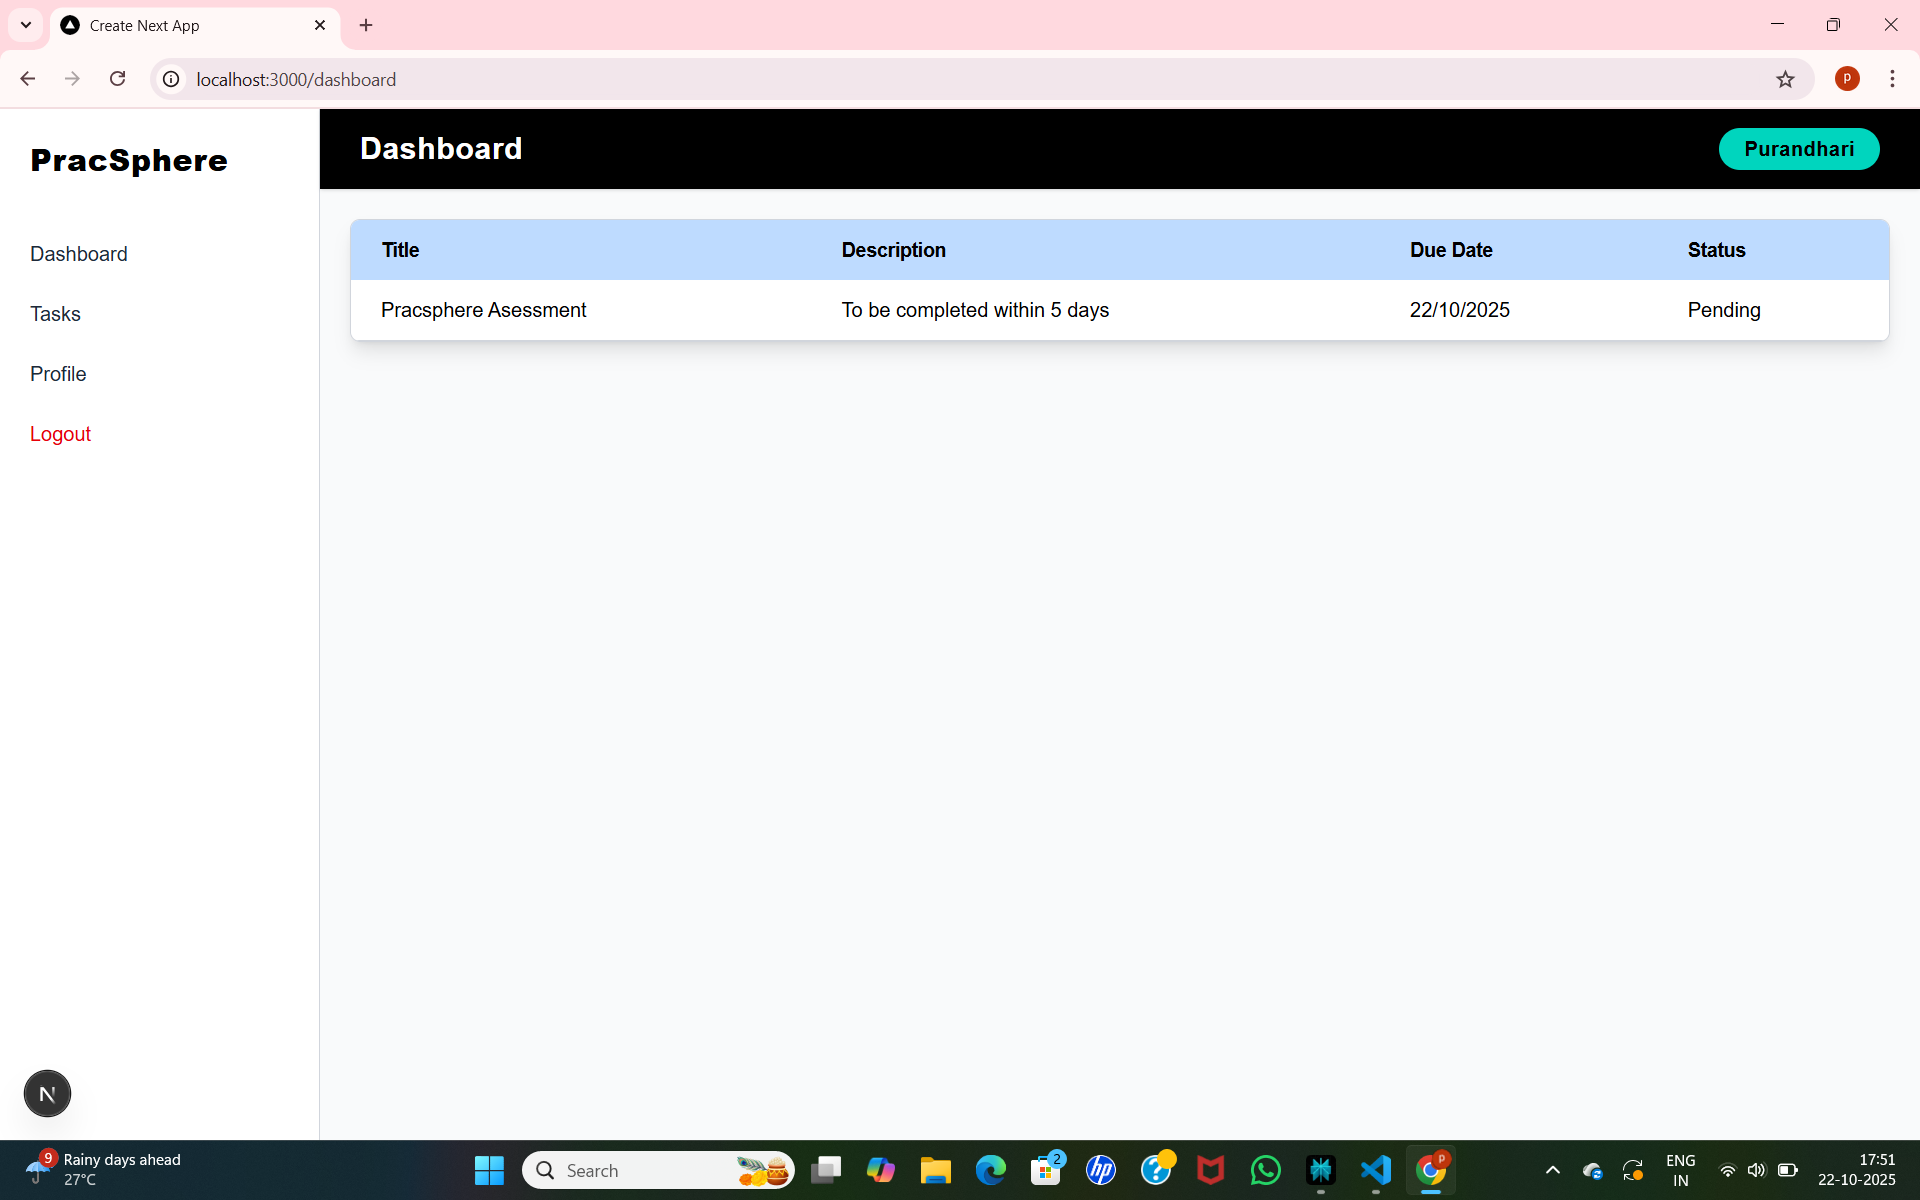 Create Next App
localhost:3000/dashboard
P
PracSphere
Dashboard
Purandhari
Dashboard
Tasks
Profile
Logout
Title Description Due Date Status
Pracsphere Asessment To be completed within 5 days 22/10/2025 Pending
N
9
Rainy days ahead
27°C
Search
2
hp
?
P
ENG
IN
17:51
22-10-2025